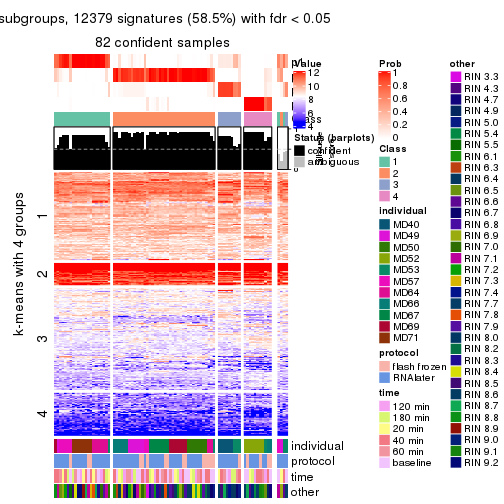 subgroups, 12379 signatures (58.5%) with fdr < 0.05
82 confident samples
k-means with 4 groups
1
2
3
4
Value
12
10
8
6
4
Status (barplots)
confident
ambiguous
individual
protocol
time
other
Prob
1
0.8
0.6
0.4
0.2
0
Class
1
2
3
4
individual
MD40
MD49
MD50
MD52
MD53
MD57
MD64
MD66
MD67
MD69
MD71
protocol
flash frozen
RNAlater
time
120 min
180 min
20 min
40 min
60 min
baseline
other
RIN 3.3
RIN 4.3
RIN 4.7
RIN 4.9
RIN 5.0
RIN 5.4
RIN 5.5
RIN 6.1
RIN 6.3
RIN 6.4
RIN 6.5
RIN 6.6
RIN 6.7
RIN 6.8
RIN 6.9
RIN 7.0
RIN 7.1
RIN 7.2
RIN 7.3
RIN 7.4
RIN 7.7
RIN 7.8
RIN 7.9
RIN 8.0
RIN 8.2
RIN 8.3
RIN 8.4
RIN 8.5
RIN 8.6
RIN 8.7
RIN 8.8
RIN 8.9
RIN 9.0
RIN 9.1
RIN 9.2